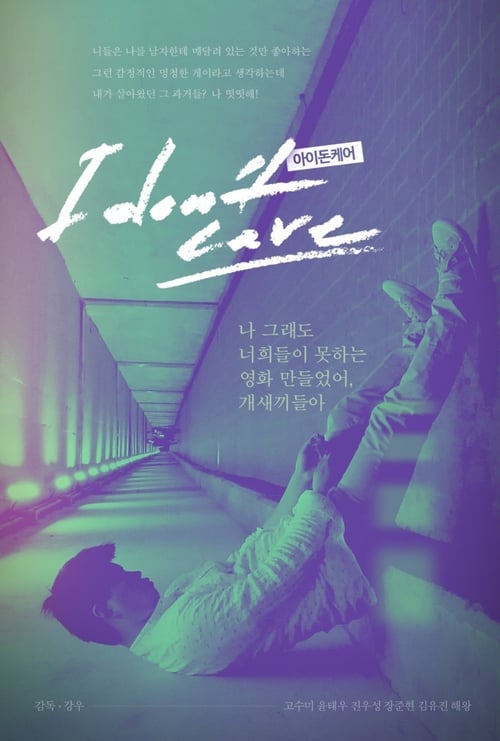 니들은 나를 남자한테 매달려 있는 것만 좋아하는
그런 감정적인 멍청한 게이라고 생각하는데
내가 살아왔던 그 과거들? 나 떳떳해!
I don't
care
아이돈케어
나 그래도
너희들이 못하는
영화 만들었어,
개새끼들아
감독 · 감우 고수미 윤태우 진우성 장준현 김유진 해왕